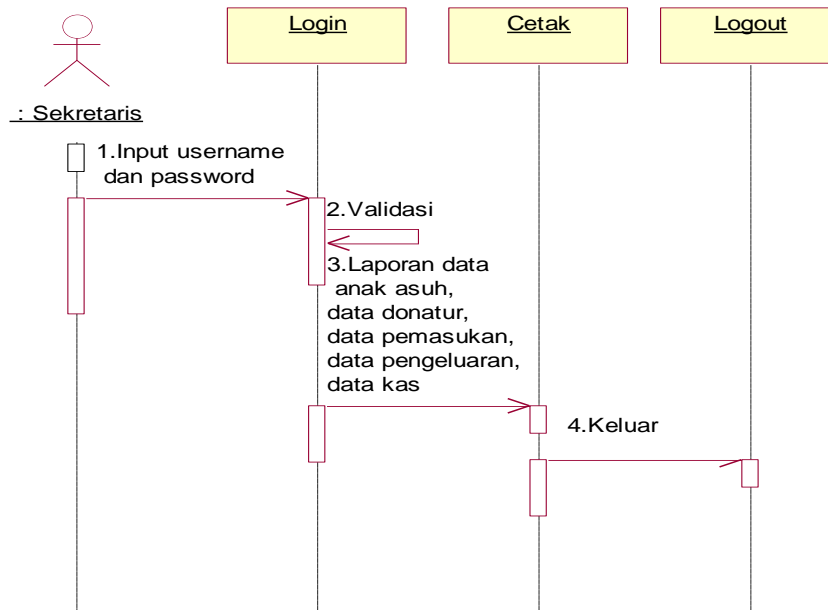 Login
Cetak
Logout
: Sekretaris
1.Input username
dan password
2.Validasi
3.Laporan data
anak asuh,
data donatur,
data pemasukan,
data pengeluaran,
data kas
4.Keluar